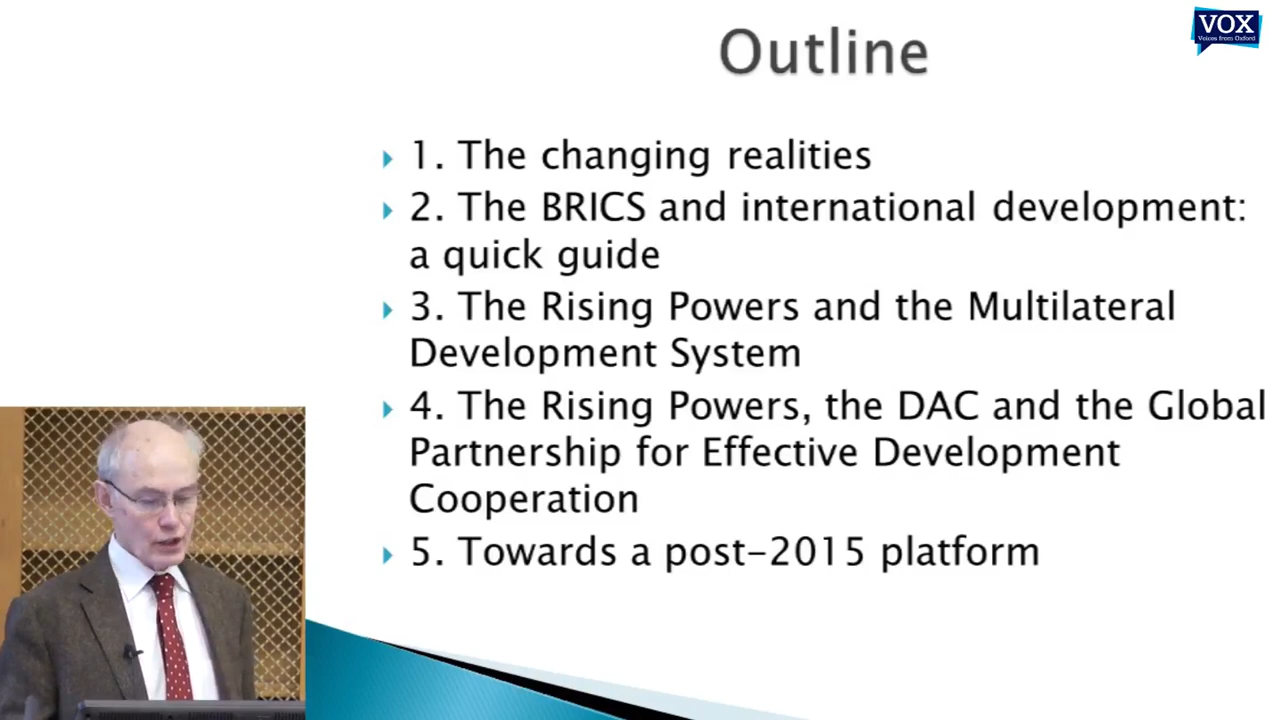 Outline
VOX
Voices from Oxford
1. The changing realities
2. The BRICS and international development:
a quick guide
3. The Rising Powers and the Multilateral
Development System
4. The Rising Powers, the DAC and the Global
Partnership for Effective Development
Cooperation
5. Towards a post-2015 platform